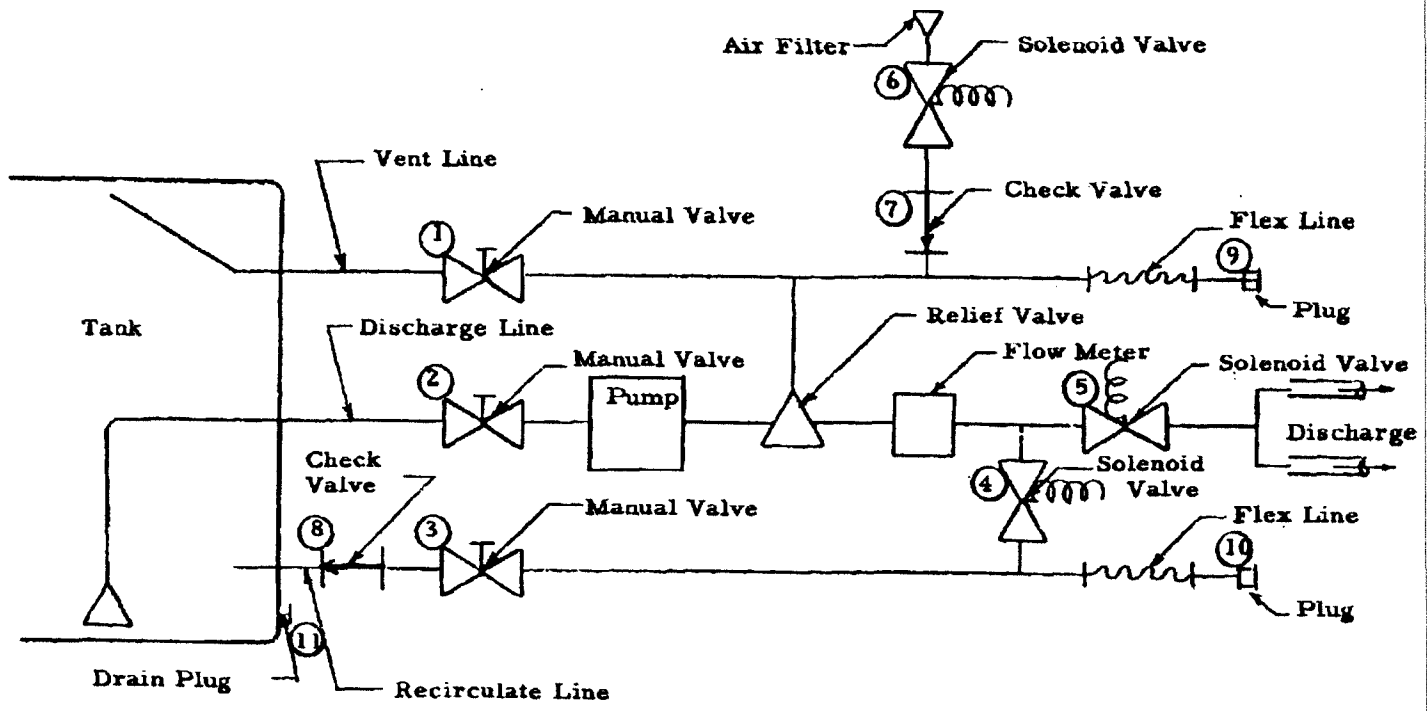 Air Filter
Solenoid Valve
6
Vent Line
Check Valve
7
Manual Valve
1
Flex Line
9
Plug
Tank
Discharge Line
Relief Valve
Manual Valve
2
Flow Meter
Solenoid Valve
5
Pump
Discharge
Check
Valve
Solenoid
Valve
4
8
3
Manual Valve
Flex Line
10
Plug
11
Drain Plug
Recirculate Line